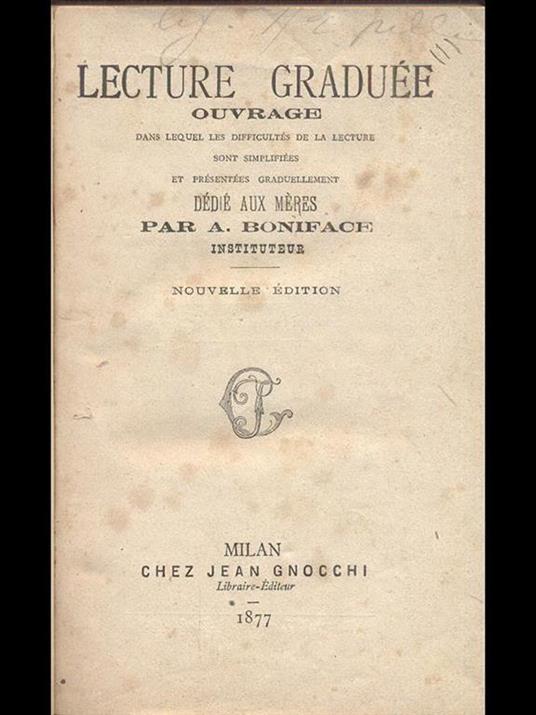 LECTURE GRADUÉE
OUVRAGE
DANS LEQUEL LES DIFFICULTÉS DE LA LECTURE
SONT SIMPLIFIÉES
ET PRÉSENTÉES GRADUELLEMENT
DÉDIÉ AUX MÈRES
PAR A. BONIFACE
INSTITUTEUR
NOUVELLE ÉDITION
MILAN
CHEZ JEAN GNOCCHI
Libraire-Éditeur
1877